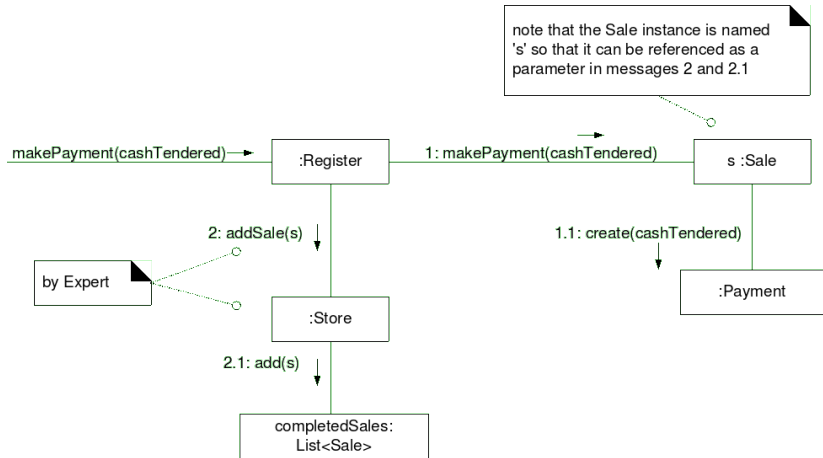 note that the Sale instance is named
's' so that it can be referenced as a
parameter in messages 2 and 2.1
makePayment(cashTendered)
:Register
1: makePayment(cashTendered)
s :Sale
2: addSale(s)
1.1: create(cashTendered)
by Expert
:Payment
:Store
2.1: add(s)
completedSales:
List<Sale>